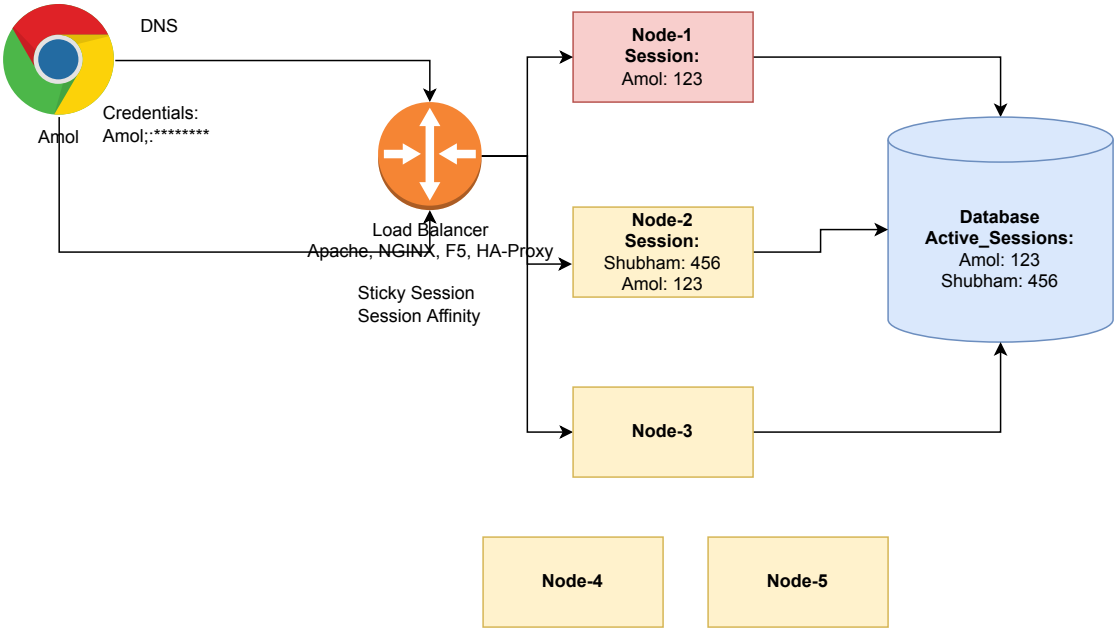 DNS
Credentials:
Amol;:********
Amol
Load Balancer
Apache, NGINX, F5, HA-Proxy
Sticky Session
Session Affinity
Node-1
Session:
Amol: 123
Node-2
Session:
Shubham: 456
Amol: 123
Node-3
Database
Active_Sessions:
Amol: 123
Shubham: 456
Node-4
Node-5